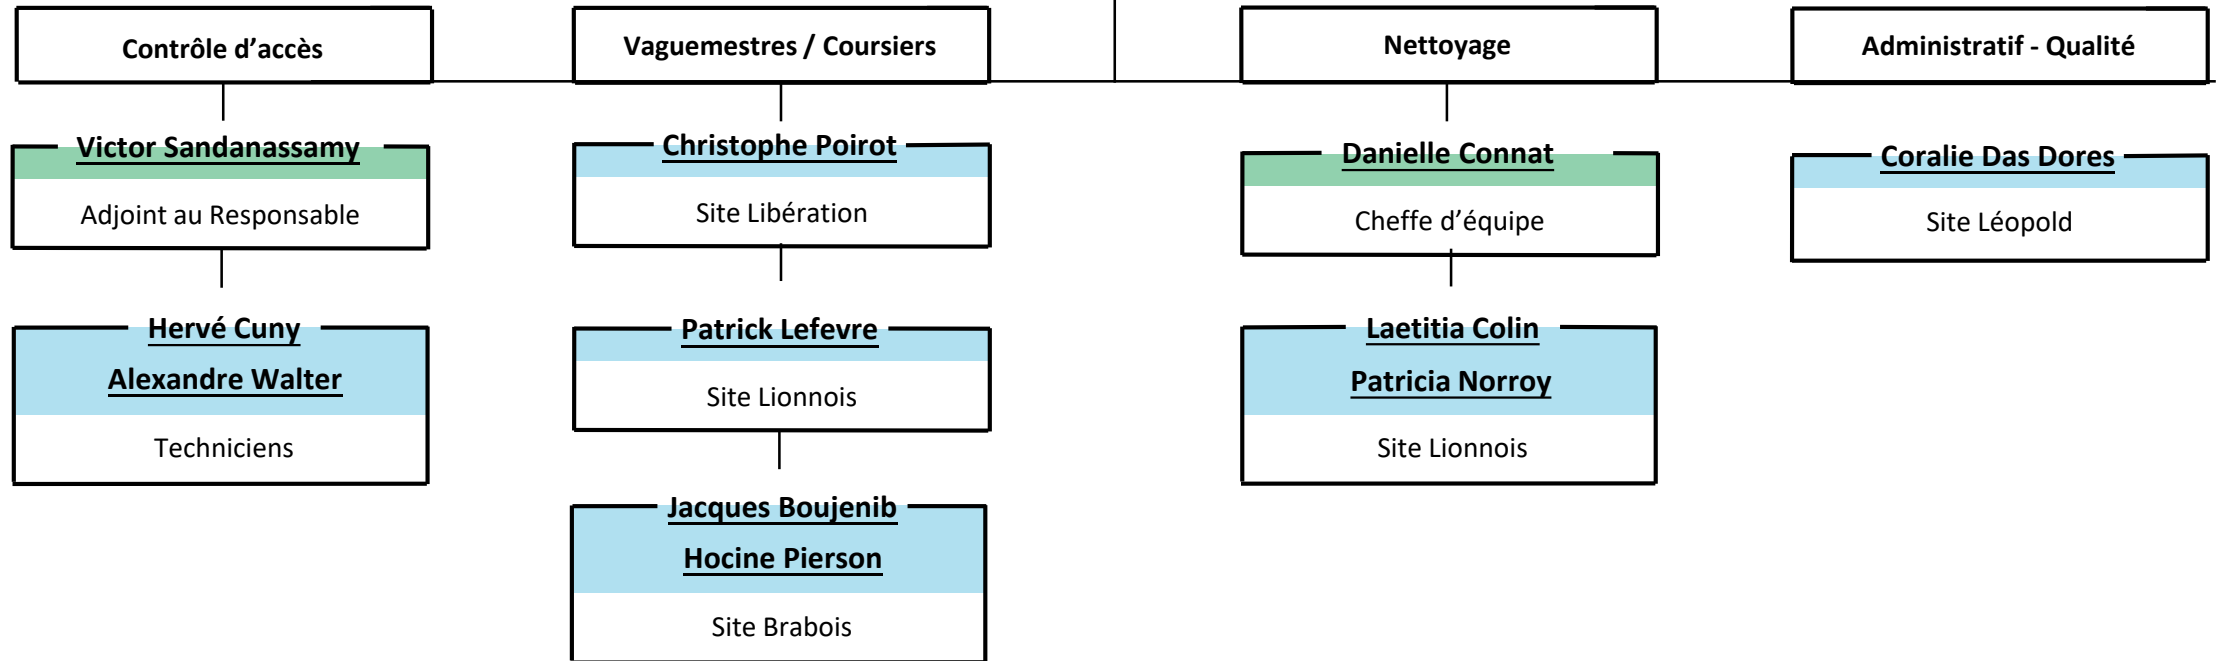 Contrôle d'accès
Vaguemestres / Coursiers
Nettoyage
Administratif - Qualité
Victor Sandanassamy
Adjoint au Responsable
Hervé Cuny
Alexandre Walter
Techniciens
Christophe Poirot
Site Libération
Patrick Lefevre
Site Lionnois
Jacques Boujenib
Hocine Pierson
Site Brabois
Danielle Connat
Cheffe d'équipe
Laetitia Colin
Patricia Norroy
Site Lionnois
Coralie Das Dores
Site Léopold